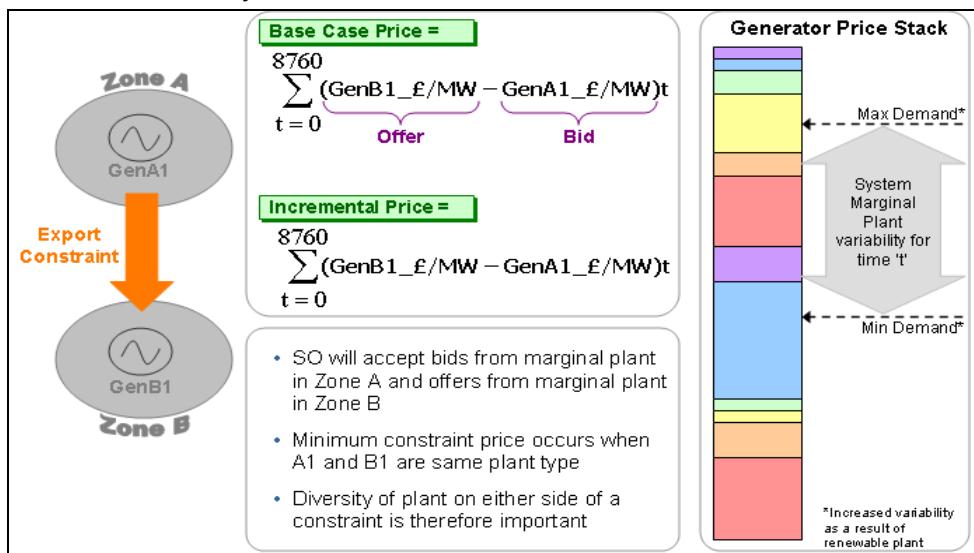 Zone A
GenA1
Export
Constraint
GenB1
Zone B
Base Case Price =
8760
∑ (GenB1_£/MW – GenA1_£/MW)t
t = 0
Offer
Bid
Incremental Price =
8760
∑ (GenB1_£/MW – GenA1_£/MW)t
t = 0
• SO will accept bids from marginal plant
in Zone A and offers from marginal plant
in Zone B
• Minimum constraint price occurs when
A1 and B1 are same plant type
• Diversity of plant on either side of a
constraint is therefore important
Generator Price Stack
Max Demand*
System
Marginal
Plant
variability for
time 't'
Min Demand*
*Increased variability
as a result of
renewable plant